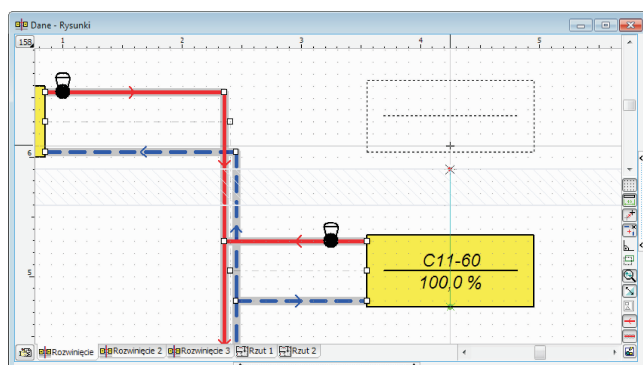 Dane - Rysunki
158
1 2 3 4 5
6
C11-60
100,0 %
5
Rozwinięcie Rozwinięcie 2 Rozwinięcie 3 Rzut 1 Rzut 2